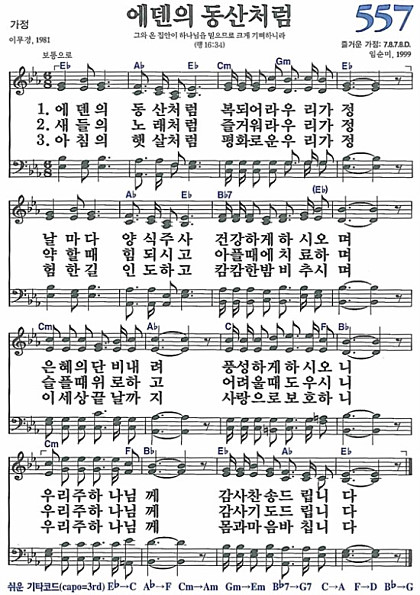 가정
에덴의 동산처럼
557
그와 온 집안이 하나님을 믿으므로 크게 기뻐하니라
(행 16:34)
이무경, 1981
즐거운 가정: 7.8.7.8.D.
임순미, 1999
보통으로
E♭ A♭ E♭ Cm Gm E♭
1. 에 덴 의 동 산 처 럼 복 되 어 라 우 리 가 정
2. 새 들 의 노 래 처 럼 즐 거 워 라 우 리 가 정
3. 아 침 의 햇 살 처 럼 평 화 로 운 우 리 가 정
A♭ E♭ B♭7 (E♭)
날 마 다 양 식 주 사 건 강 하 게 하 시 오 며
약 할 때 힘 되 시 고 아 플 때 에 치 료 하 며
험 한 길 인 도 하 고 캄 캄 한 밤 비 추 시 며
Cm A♭ C F B♭
은 혜 의 단 비 내 려 풍 성 하 게 하 시 오 니
슬 플 때 위 로 하 고 어 려 울 때 도 우 시 니
이 세 상 끝 날 까 지 사 랑 으 로 보 호 하 니
Cm B♭7 E♭
우 리 주 하 나 님 께 감 사 찬 송 드 립 니 다
우 리 주 하 나 님 께 감 사 기 도 드 립 니 다
우 리 주 하 나 님 께 몸 과 마 음 바 칩 니 다
쉬운 기타코드(capo=3rd) E♭→C A♭→F Cm→Am Gm→Em B♭7→G7 C→A F→D B♭→G